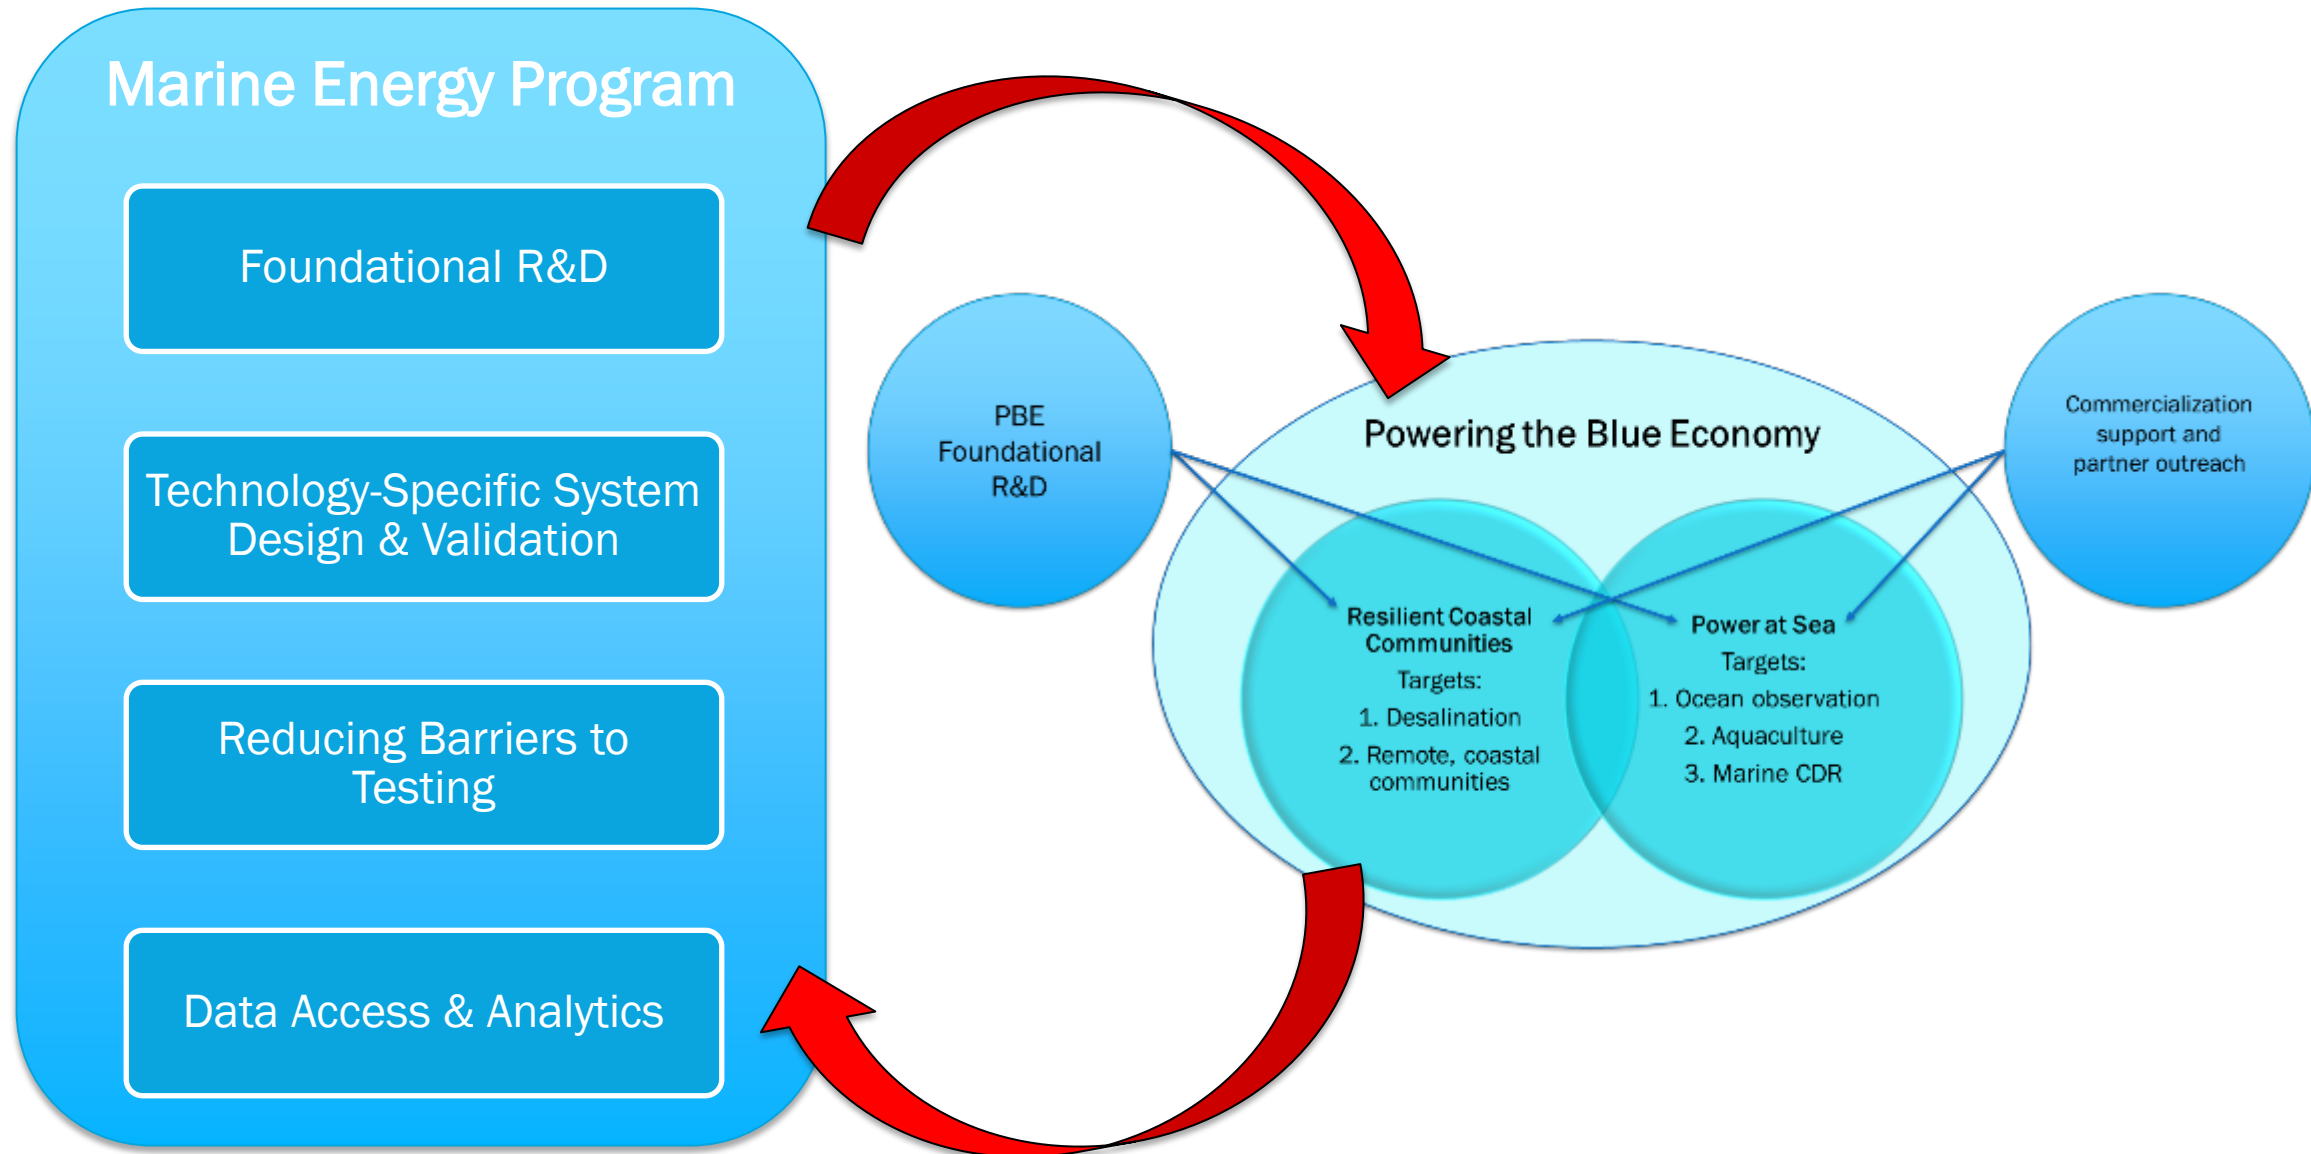 Marine Energy Program
Foundational R&D
Technology-Specific System
Design & Validation
Reducing Barriers to
Testing
Data Access & Analytics
PBE
Foundational
R&D
Powering the Blue Economy
Resilient Coastal
Communities
Targets:
1. Desalination
2. Remote, coastal
communities
Power at Sea
Targets:
1. Ocean observation
2. Aquaculture
3. Marine CDR
Commercialization
support and
partner outreach